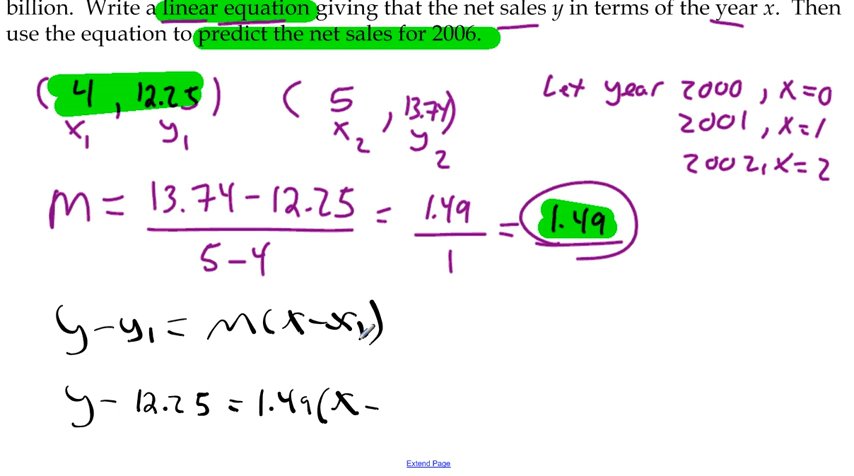 billion. Write a linear equation giving that the net sales y in terms of the year x. Then
use the equation to predict the net sales for 2006.
(4, 12.25) (5, 13.74)
x₁ y₁ x₂ y₂
Let year 2000, x=0
2001, x=1
2002, x=2
m = 13.74 - 12.25 / 5 - 4 = 1.49 / 1 = 1.49
y - y₁ = m(x - x₁)
y - 12.25 = 1.49(x -
Extend Page